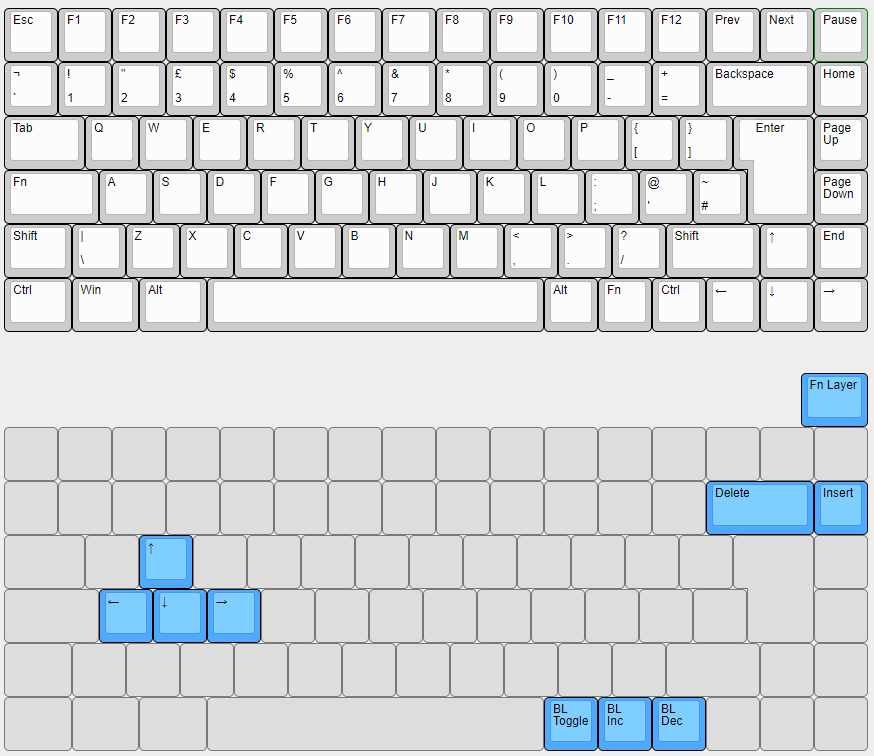 Esc F1 F2 F3 F4 F5 F6 F7 F8 F9 F10 F11 F12 Prev Next Pause
¬ ! " £ $ % ^ & * ( ) _ + Backspace Home
` 1 2 3 4 5 6 7 8 9 0 - =
Tab Q W E R T Y U I O P { } Enter Page
Up
[ ]
Fn A S D F G H J K L : @ ~ Page
Down
; ' #
Shift | Z X C V B N M < > ? Shift ↑ End
\ , . /
Ctrl Win Alt Alt Fn Ctrl ← ↓ →
Fn Layer
Delete Insert
↑
← ↓ →
BL BL BL
Toggle Inc Dec